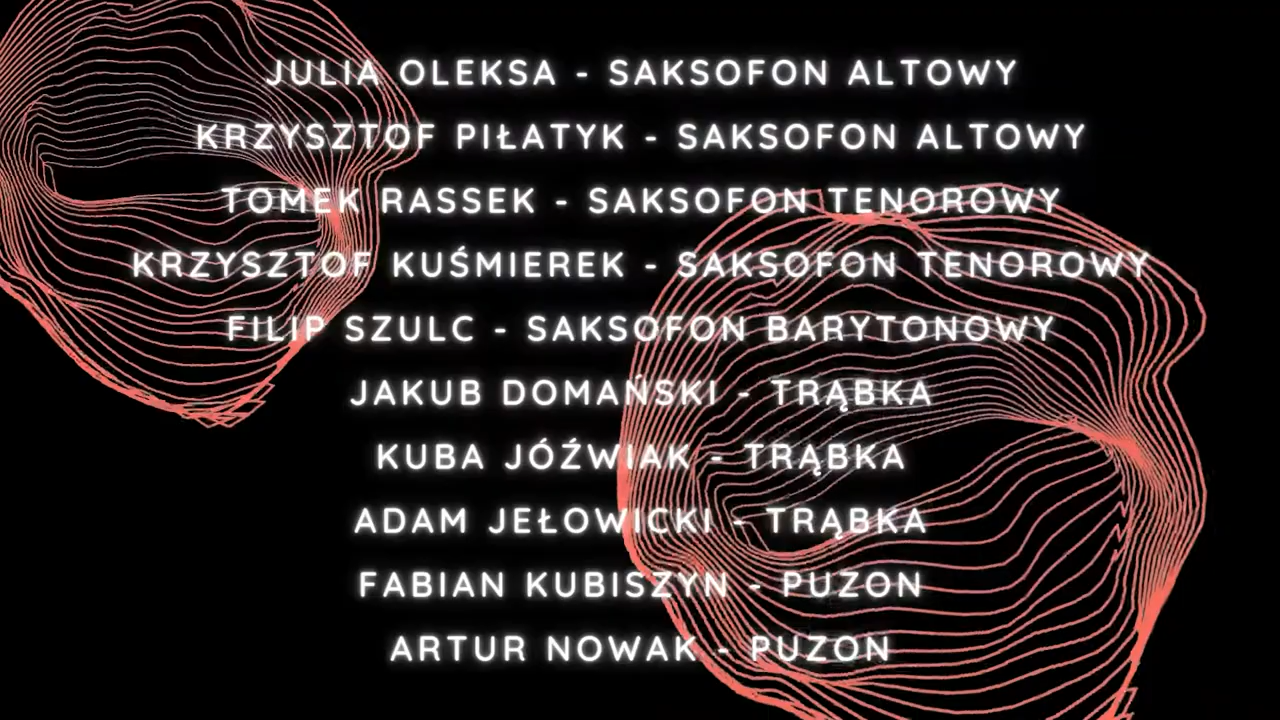 JULIA OLEKSA - SAKSOFON ALTOWY
KRZYSZTOF PIŁATYK - SAKSOFON ALTOWY
TOMEK RASSEK - SAKSOFON TENOROWY
KRZYSZTOF KUŚMIEREK - SAKSOFON TENOROWY
FILIP SZULC - SAKSOFON BARYTONOWY
JAKUB DOMAŃSKI - TRĄBKA
KUBA JÓŹWIAK - TRĄBKA
ADAM JEŁOWICKI - TRĄBKA
FABIAN KUBISZYN - PUZON
ARTUR NOWAK - PUZON